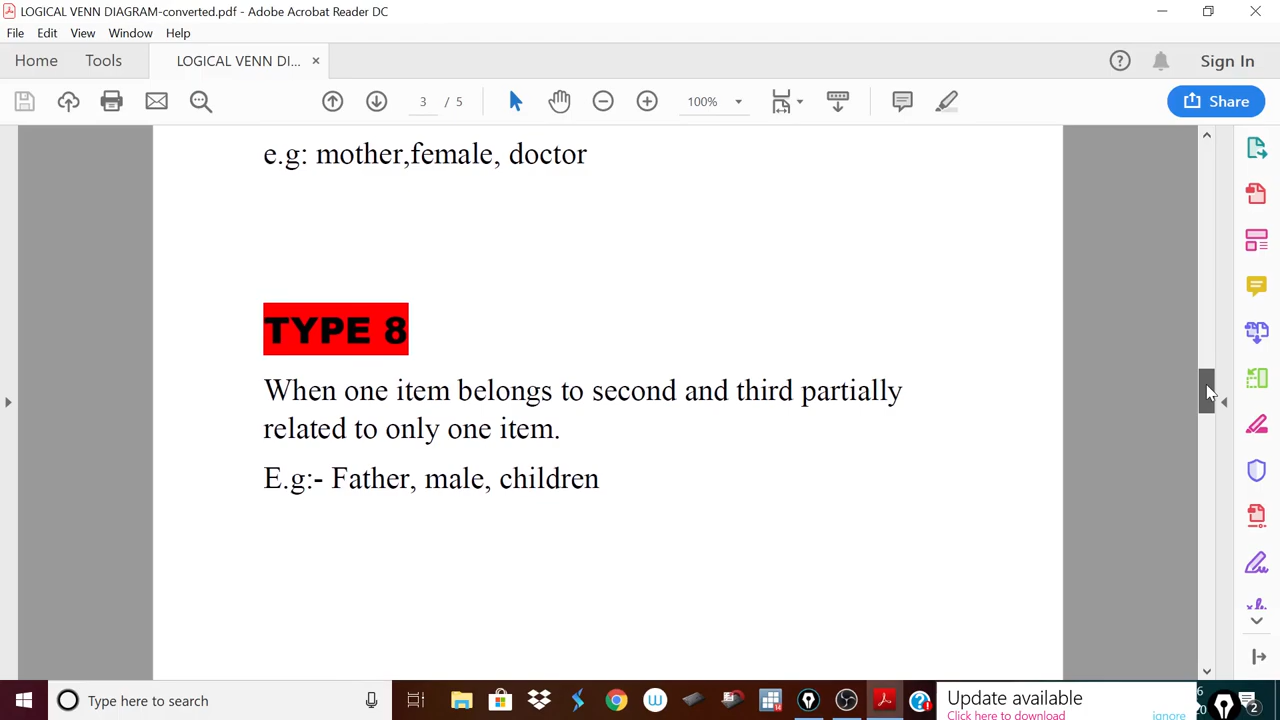 LOGICAL VENN DIAGRAM-converted.pdf - Adobe Acrobat Reader DC
File Edit View Window Help
Home Tools LOGICAL VENN DI... × Sign In
3 / 5 100% Share
e.g: mother,female, doctor
TYPE 8
When one item belongs to second and third partially
related to only one item.
E.g:- Father, male, children
Type here to search
Update available
Click here to download ignore
2